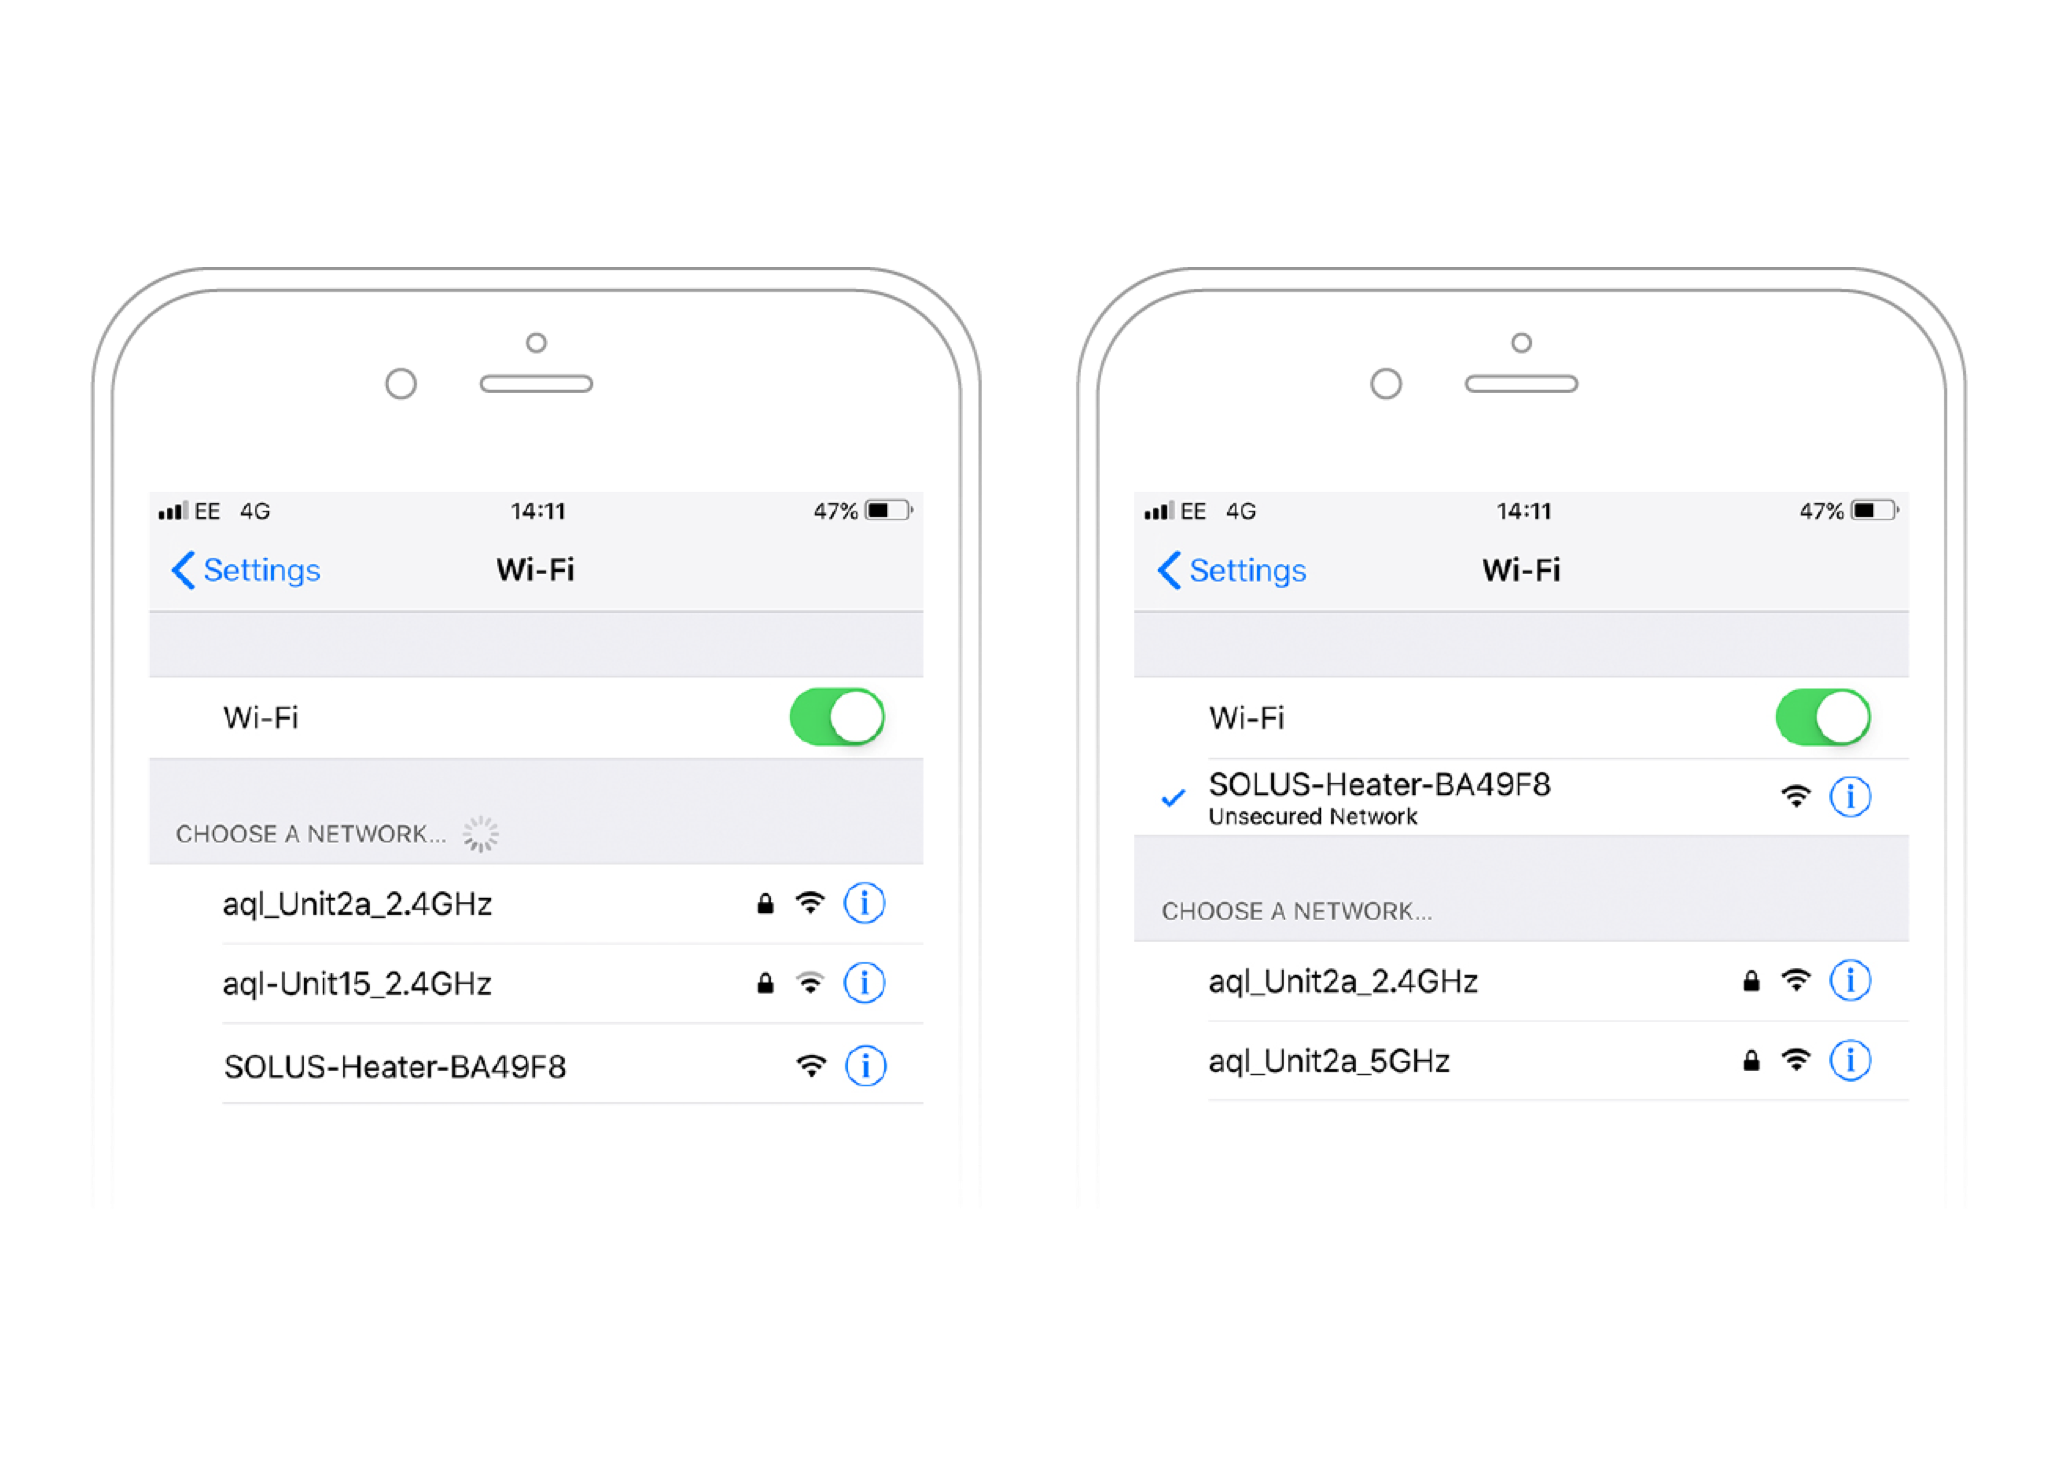 EE 4G 14:11 47%
Settings Wi-Fi
Wi-Fi
CHOOSE A NETWORK...
aql_Unit2a_2.4GHz
aql-Unit15_2.4GHz
SOLUS-Heater-BA49F8
EE 4G 14:11 47%
Settings Wi-Fi
Wi-Fi
SOLUS-Heater-BA49F8
Unsecured Network
CHOOSE A NETWORK...
aql_Unit2a_2.4GHz
aql_Unit2a_5GHz